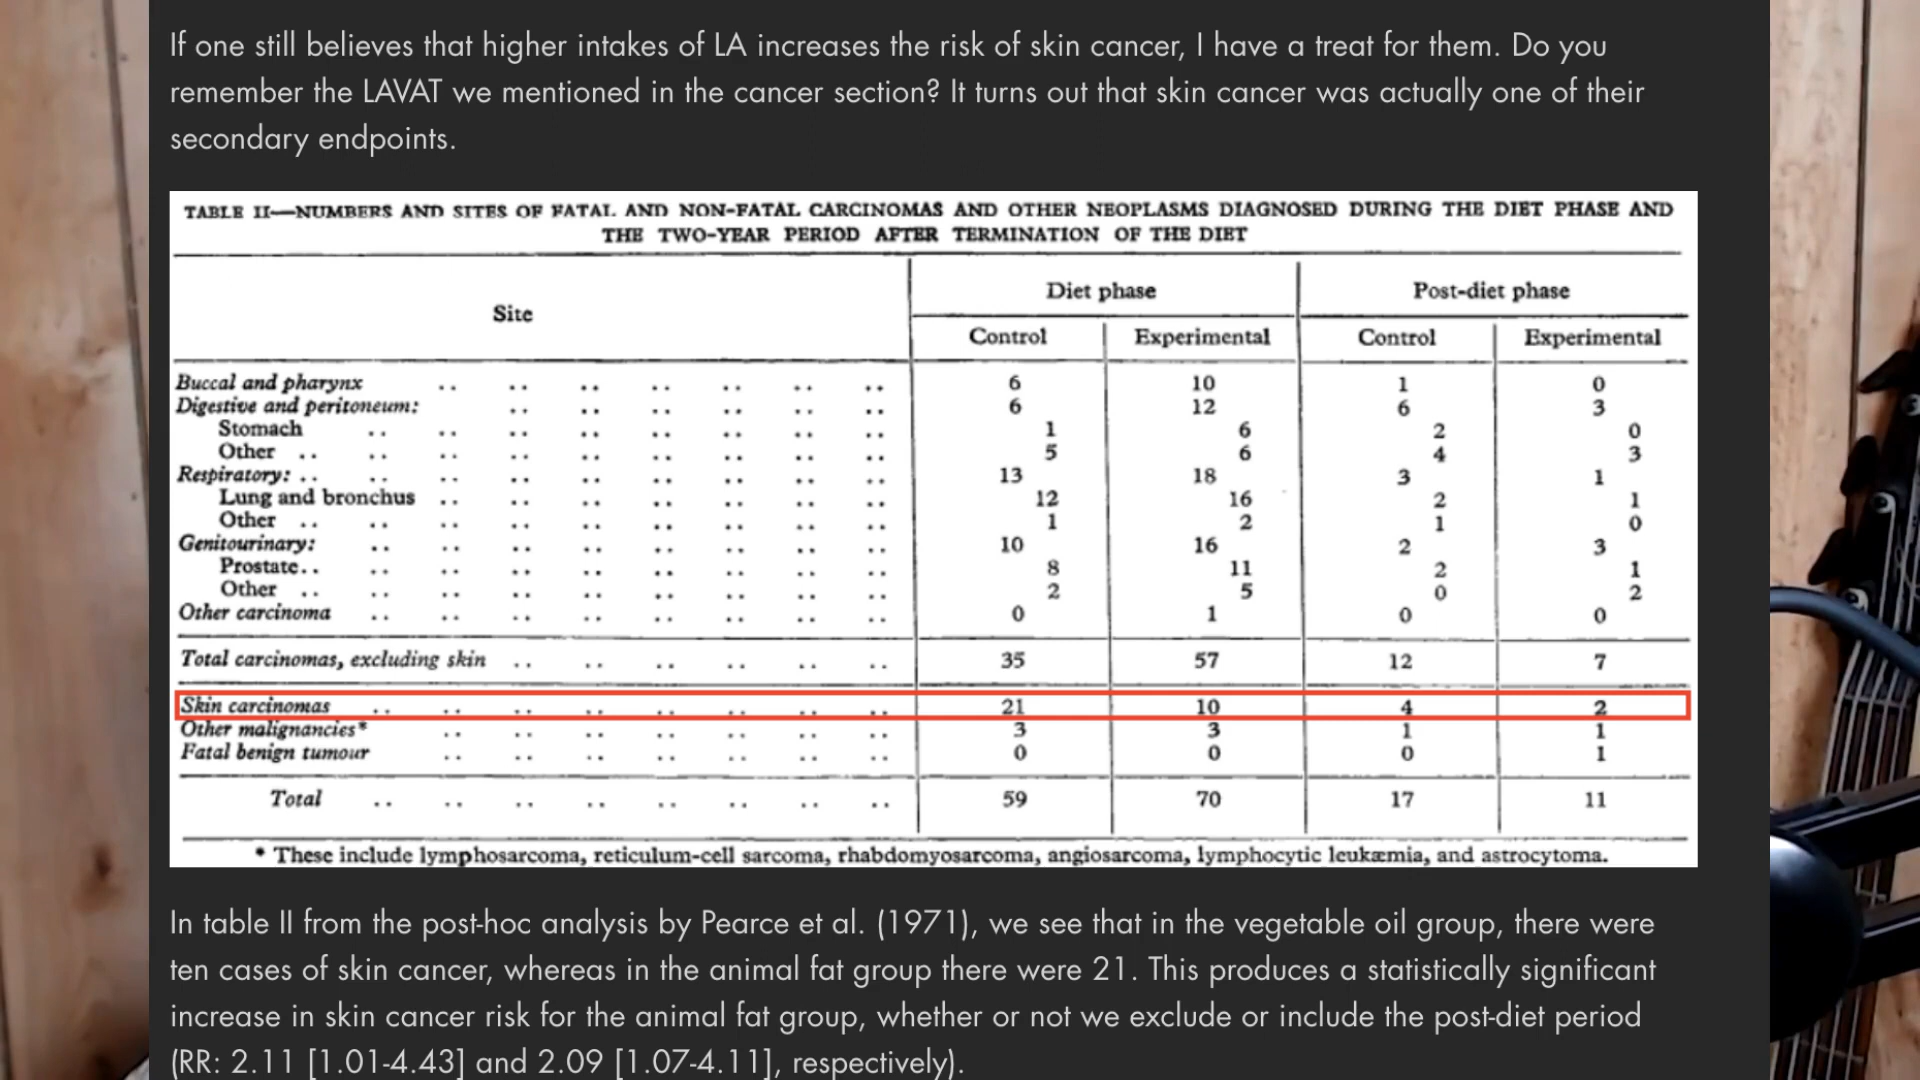 If one still believes that higher intakes of LA increases the risk of skin cancer, I have a treat for them. Do you
remember the LAVAT we mentioned in the cancer section? It turns out that skin cancer was actually one of their
secondary endpoints.
TABLE II—NUMBERS AND SITES OF FATAL AND NON-FATAL CARCINOMAS AND OTHER NEOPLASMS DIAGNOSED DURING THE DIET PHASE AND
THE TWO-YEAR PERIOD AFTER TERMINATION OF THE DIET
Site Diet phase Post-diet phase
Control Experimental Control Experimental
Buccal and pharynx .. .. .. .. .. .. .. 6 10 1 0
Digestive and peritoneum: .. .. .. .. .. .. 6 12 6 3
Stomach .. .. .. .. .. .. .. .. 1 6 2 0
Other .. .. .. .. .. .. .. .. .. 5 6 4 3
Respiratory: .. .. .. .. .. .. .. .. .. 13 18 3 1
Lung and bronchus .. .. .. .. .. .. .. 12 16 2 1
Other .. .. .. .. .. .. .. .. .. 1 2 1 0
Genitourinary: .. .. .. .. .. .. .. .. 10 16 2 3
Prostate.. .. .. .. .. .. .. .. .. 8 11 2 1
Other .. .. .. .. .. .. .. .. .. 2 5 0 2
Other carcinoma .. .. .. .. .. .. .. .. 0 1 0 0
Total carcinomas, excluding skin .. .. .. .. .. .. 35 57 12 7
Skin carcinomas .. .. .. .. .. .. .. .. 21 10 4 2
Other malignancies* .. .. .. .. .. .. .. 3 3 1 1
Fatal benign tumour .. .. .. .. .. .. .. 0 0 0 1
Total .. .. .. .. .. .. .. .. 59 70 17 11
* These include lymphosarcoma, reticulum-cell sarcoma, rhabdomyosarcoma, angiosarcoma, lymphocytic leukæmia, and astrocytoma.
In table II from the post-hoc analysis by Pearce et al. (1971), we see that in the vegetable oil group, there were
ten cases of skin cancer, whereas in the animal fat group there were 21. This produces a statistically significant
increase in skin cancer risk for the animal fat group, whether or not we exclude or include the post-diet period
(RR: 2.11 [1.01-4.43] and 2.09 [1.07-4.11], respectively).